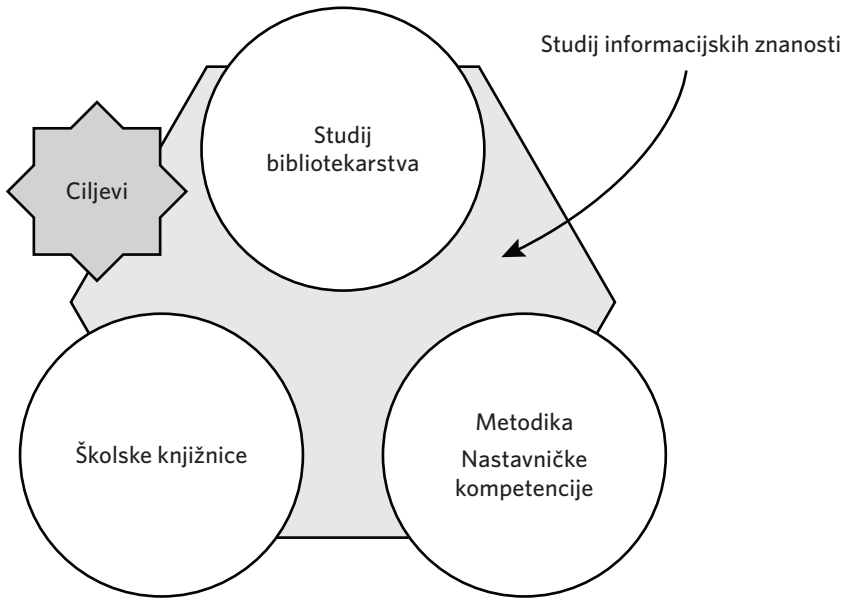 Studij informacijskih znanosti
Studij
bibliotekarstva
Ciljevi
Školske knjižnice
Metodika
Nastavničke
kompetencije